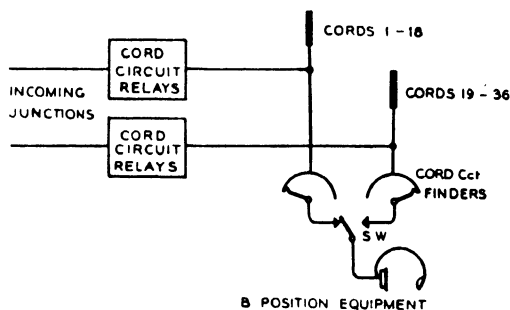 CORDS 1-18
CORD
CIRCUIT
RELAYS
INCOMING
JUNCTIONS
CORDS 19-36
CORD
CIRCUIT
RELAYS
CORD Cct
FINDERS
SW
B POSITION EQUIPMENT